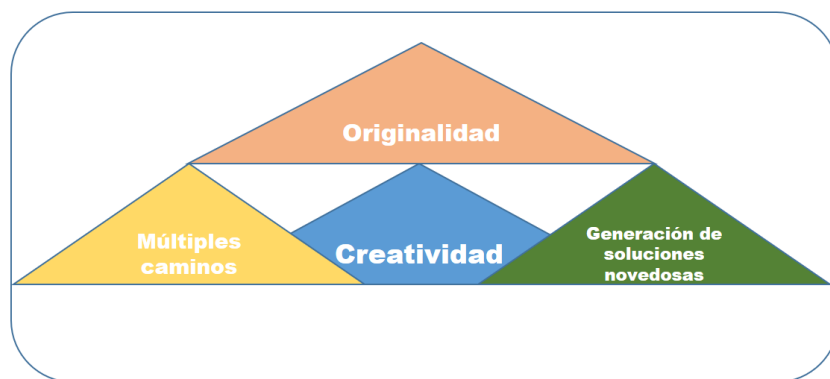 Originalidad
Múltiples
caminos
Creatividad
Generación de
soluciones
novedosas